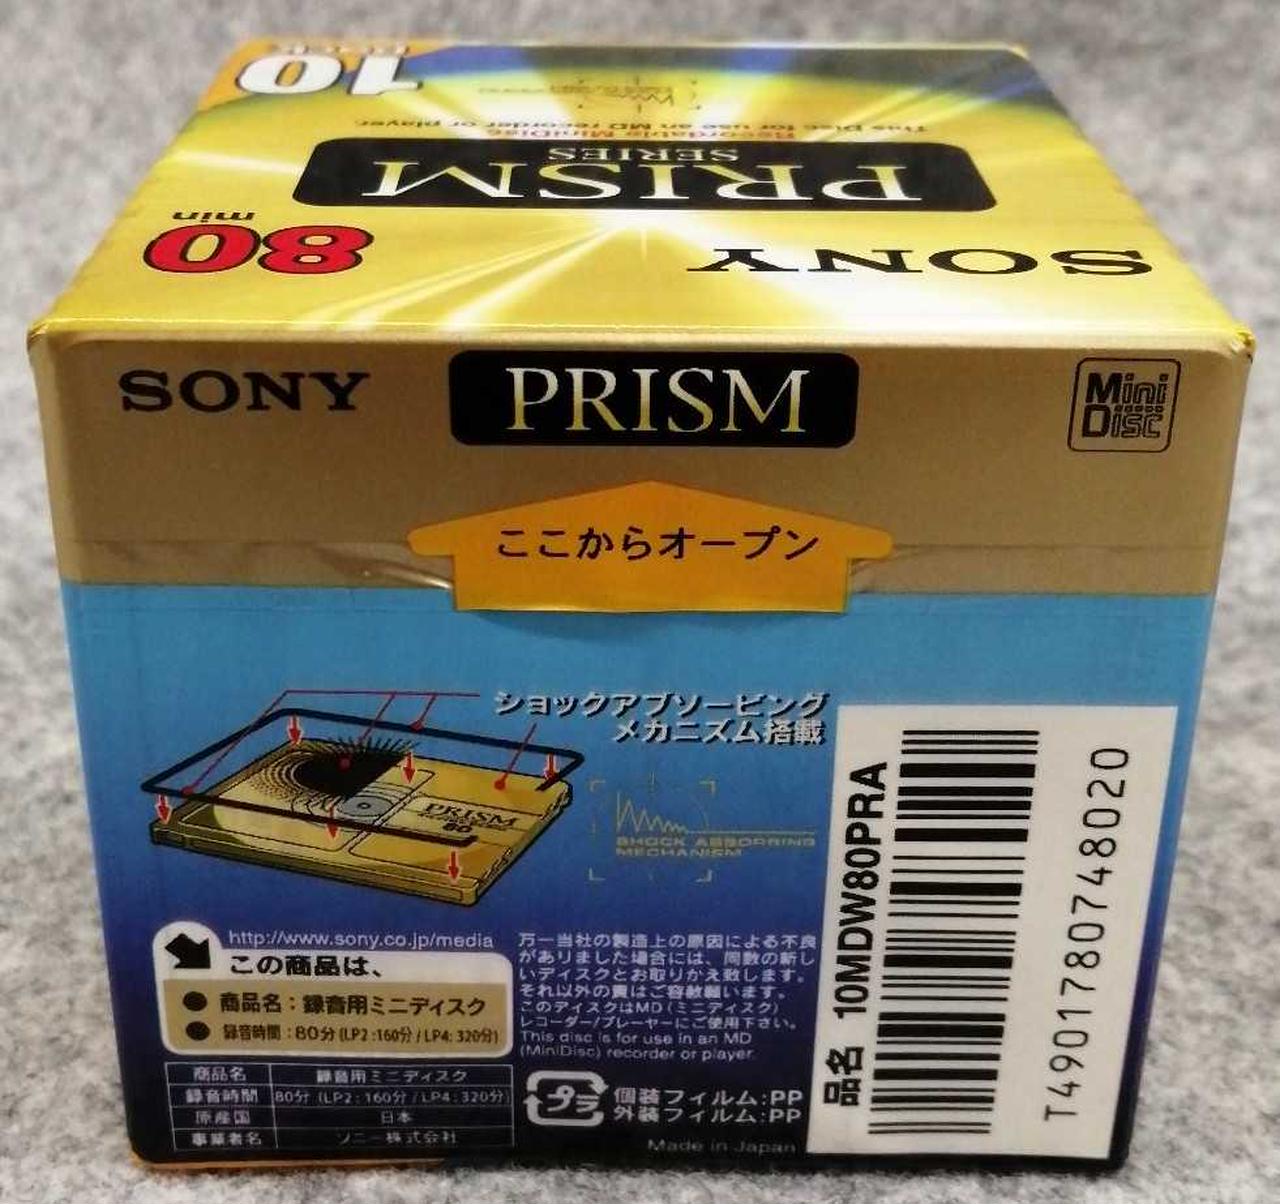 10
PACK
This Disc for use an MD recorder or player.
Recordable MiniDisc
PRISM
SERIES
80
min
SONY
SONY
PRISM
Mini
Disc
ここからオープン
ショックアブソービング
メカニズム搭載
PRISM
80
SHOCK ABSORBING
MECHANISM
http://www.sony.co.jp/media
この商品は、
●商品名：録音用ミニディスク
●録音時間：80分(LP2:160分/LP4:320分)
商品名 録音用ミニディスク
録音時間 80分 (LP2:160分/LP4:320分)
原産国 日本
事業者名 ソニー株式会社
万一当社の製造上の原因による不良
がありました場合には、同数の新し
いディスクとお取りかえ致します。
それ以外の責はご容赦願います。
このディスクはMD(ミニディスク)
レコーダー/プレーヤーにご使用下さい。
This disc is for use in an MD
(MiniDisc) recorder or player.
プラ
個装フィルム:PP
外装フィルム:PP
Made in Japan
品名 10MDW80PRA
T4901780748020